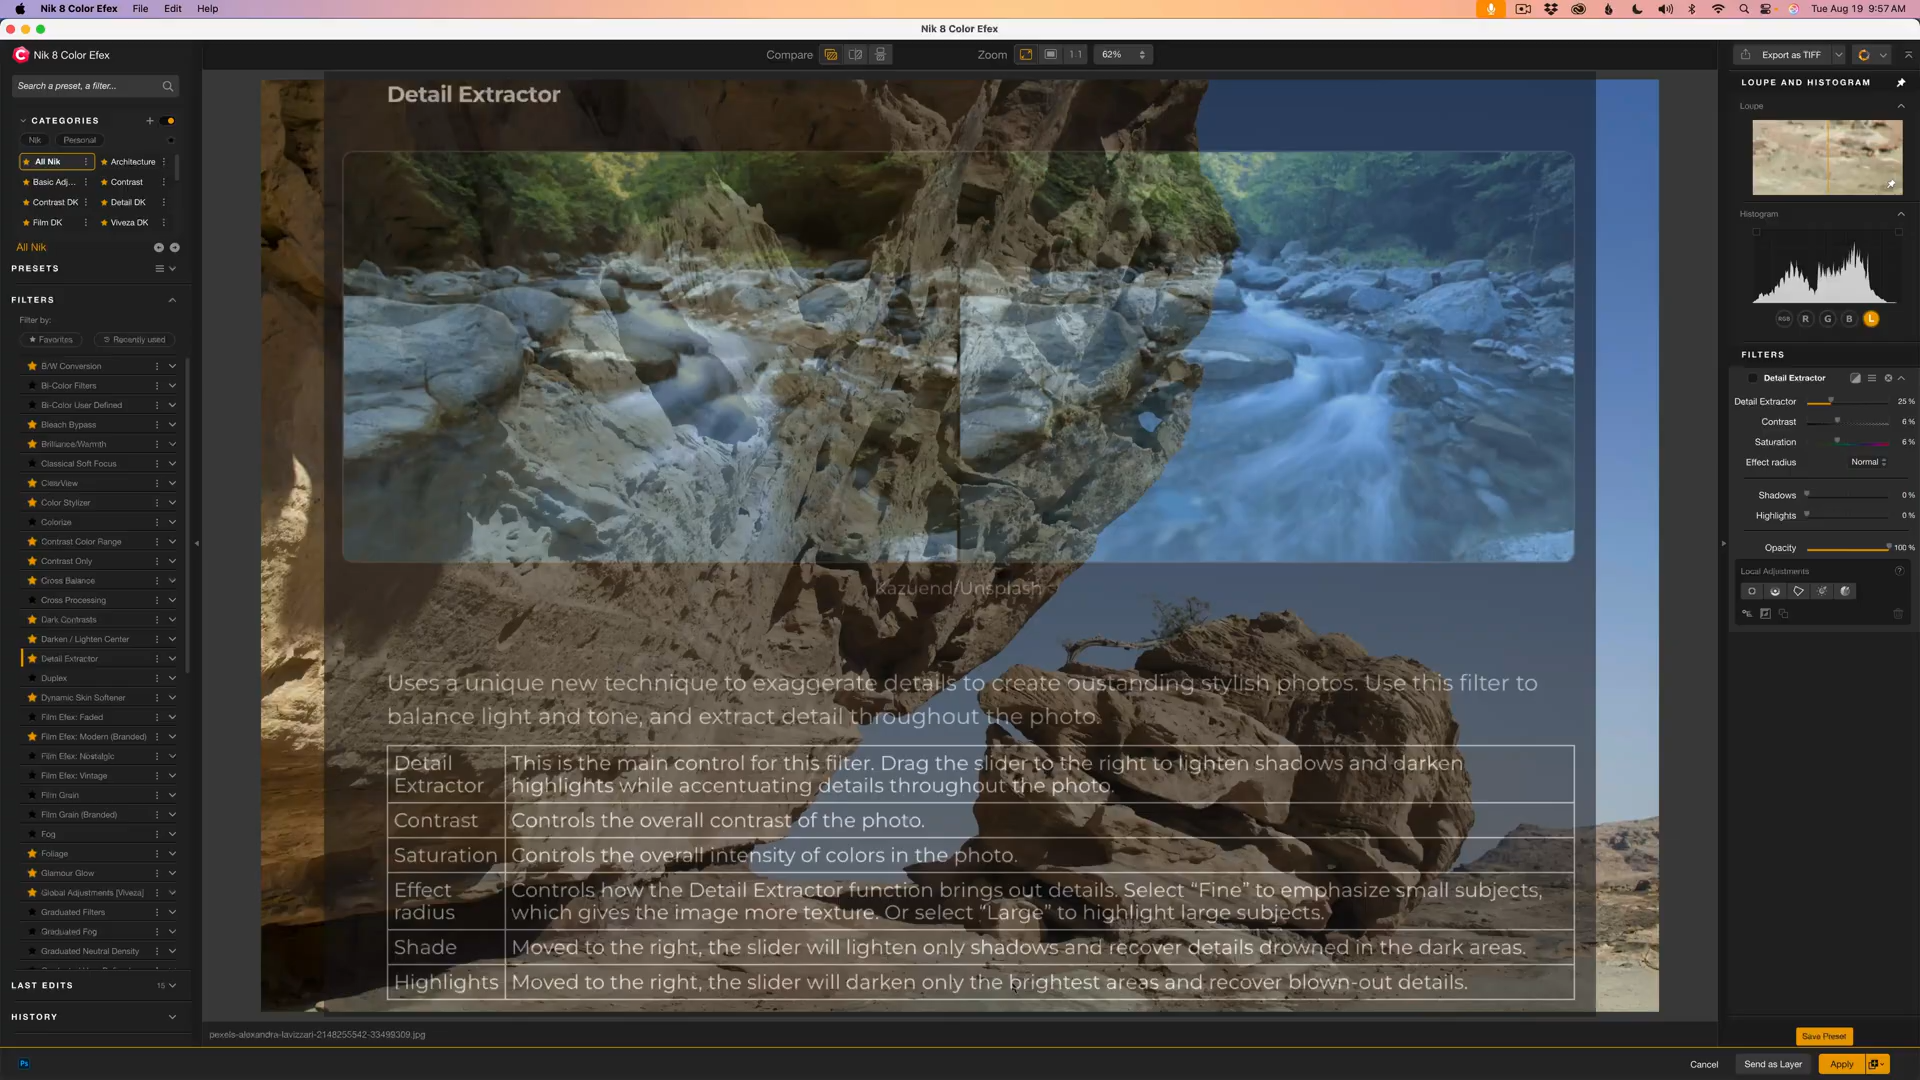 Nik 8 Color Efex File Edit Help
Tue Aug 19 9:57 AM
Nik 8 Color Efex
Nik 8 Color Efex
Compare
Zoom
1:1
62%
Export as TIFF
Search a preset, a filter...
CATEGORIES
Nik Personal
All Nik Architecture
Basic Adj... Contrast
Contrast DK Detail DK
Film DK Viveza DK
All Nik
PRESETS
FILTERS
Filter by:
Favorites Recently used
B/W Conversion
Bi-Color Filters
Bi-Color User Defined
Bleach Bypass
Brilliance/Warmth
Classical Soft Focus
ClearView
Color Stylizer
Colorize
Contrast Color Range
Contrast Only
Cross Balance
Cross Processing
Dark Contrasts
Darken / Lighten Center
Detail Extractor
Duplex
Dynamic Skin Softener
Film Efex: Faded
Film Efex: Modern (Branded)
Film Efex: Nostalgic
Film Efex: Vintage
Film Grain
Film Grain (Branded)
Fog
Foliage
Glamour Glow
Global Adjustments [Viveza]
Graduated Filters
Graduated Fog
Graduated Neutral Density
LAST EDITS 15
HISTORY
Detail Extractor
Kazuend/Unsplash
Uses a unique new technique to exaggerate details to create oustanding stylish photos. Use this filter to
balance light and tone, and extract detail throughout the photo.
Detail
Extractor
This is the main control for this filter. Drag the slider to the right to lighten shadows and darken
highlights while accentuating details throughout the photo.
Contrast
Controls the overall contrast of the photo.
Saturation
Controls the overall intensity of colors in the photo.
Effect
radius
Controls how the Detail Extractor function brings out details. Select “Fine” to emphasize small subjects,
which gives the image more texture. Or select “Large” to highlight large subjects.
Shade
Moved to the right, the slider will lighten only shadows and recover details drowned in the dark areas.
Highlights
Moved to the right, the slider will darken only the brightest areas and recover blown-out details.
pexels-alexandra-lavizzari-2148255542-33499309.jpg
LOUPE AND HISTOGRAM
Loupe
Histogram
RGB R G B L
FILTERS
Detail Extractor
Detail Extractor 25 %
Contrast 6 %
Saturation 6 %
Effect radius Normal
Shadows 0 %
Highlights 0 %
Opacity 100 %
Local Adjustments
Save Preset
Ps
Cancel
Send as Layer
Apply